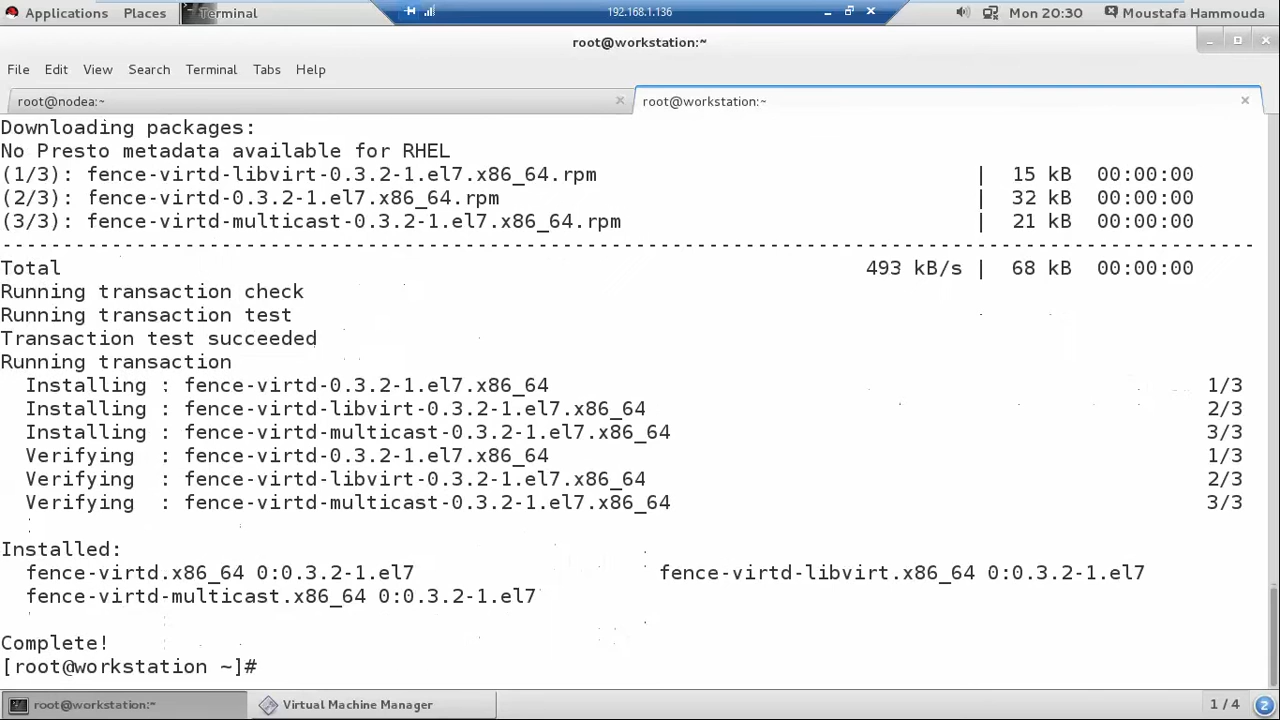 Applications Places Terminal 192.168.1.136 Mon 20:30 Moustafa Hammouda
root@workstation:~
File Edit View Search Terminal Tabs Help
root@nodea:~ × root@workstation:~ ×
Downloading packages:
No Presto metadata available for RHEL
(1/3): fence-virtd-libvirt-0.3.2-1.el7.x86_64.rpm | 15 kB 00:00:00
(2/3): fence-virtd-0.3.2-1.el7.x86_64.rpm | 32 kB 00:00:00
(3/3): fence-virtd-multicast-0.3.2-1.el7.x86_64.rpm | 21 kB 00:00:00
--------------------------------------------------------------------------------
Total 493 kB/s | 68 kB 00:00:00
Running transaction check
Running transaction test
Transaction test succeeded
Running transaction
Installing : fence-virtd-0.3.2-1.el7.x86_64 1/3
Installing : fence-virtd-libvirt-0.3.2-1.el7.x86_64 2/3
Installing : fence-virtd-multicast-0.3.2-1.el7.x86_64 3/3
Verifying : fence-virtd-0.3.2-1.el7.x86_64 1/3
Verifying : fence-virtd-libvirt-0.3.2-1.el7.x86_64 2/3
Verifying : fence-virtd-multicast-0.3.2-1.el7.x86_64 3/3
Installed:
fence-virtd.x86_64 0:0.3.2-1.el7 fence-virtd-libvirt.x86_64 0:0.3.2-1.el7
fence-virtd-multicast.x86_64 0:0.3.2-1.el7
Complete!
[root@workstation ~]#
root@workstation:~ Virtual Machine Manager 1 / 4 2